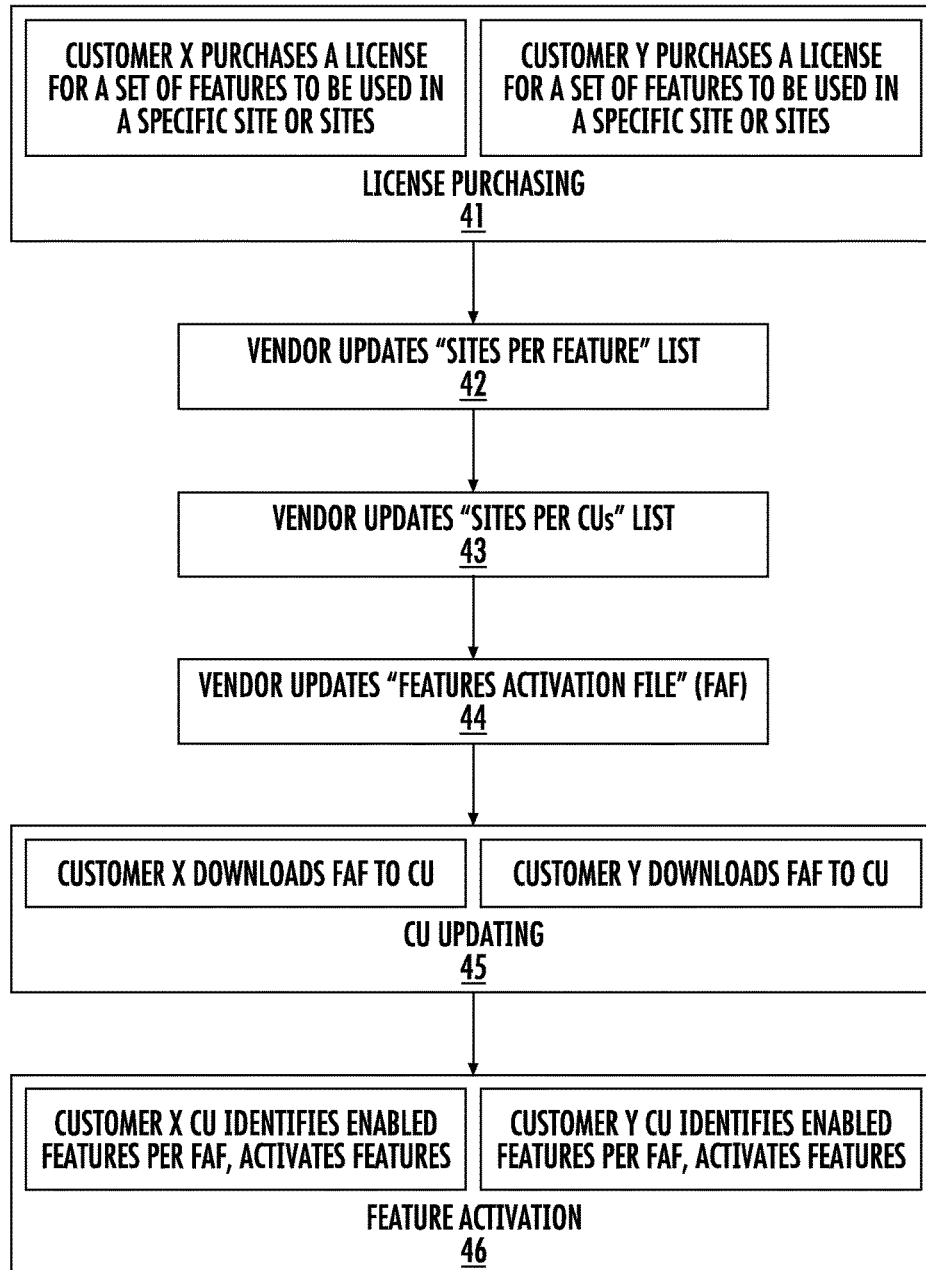 CUSTOMER X PURCHASES A LICENSE
FOR A SET OF FEATURES TO BE USED IN
A SPECIFIC SITE OR SITES
CUSTOMER Y PURCHASES A LICENSE
FOR A SET OF FEATURES TO BE USED IN
A SPECIFIC SITE OR SITES
LICENSE PURCHASING
41
VENDOR UPDATES “SITES PER FEATURE” LIST
42
VENDOR UPDATES “SITES PER CUs” LIST
43
VENDOR UPDATES “FEATURES ACTIVATION FILE” (FAF)
44
CUSTOMER X DOWNLOADS FAF TO CU
CUSTOMER Y DOWNLOADS FAF TO CU
CU UPDATING
45
CUSTOMER X CU IDENTIFIES ENABLED
FEATURES PER FAF, ACTIVATES FEATURES
CUSTOMER Y CU IDENTIFIES ENABLED
FEATURES PER FAF, ACTIVATES FEATURES
FEATURE ACTIVATION
46